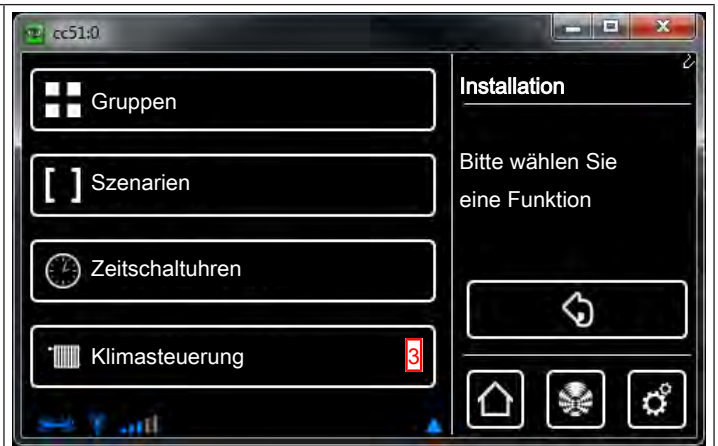 cc51:0
Gruppen
Szenarien
Zeitschaltuhren
Klimasteuerung 3
Installation
Bitte wählen Sie
eine Funktion